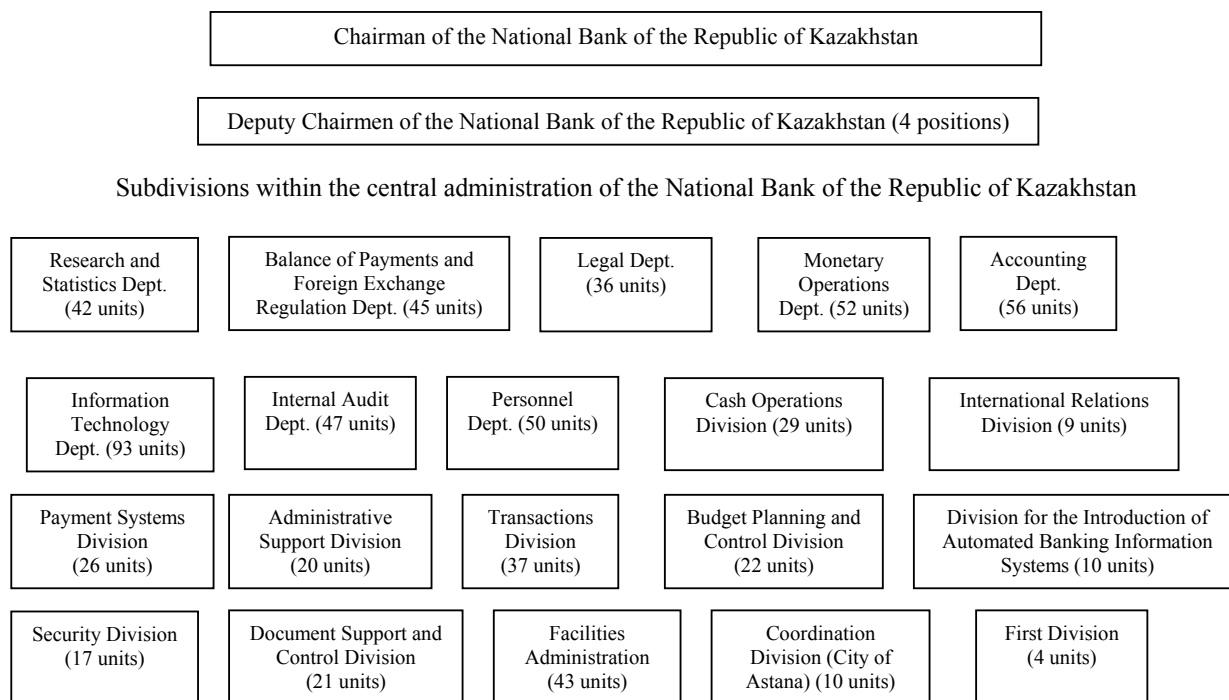 Chairman of the National Bank of the Republic of Kazakhstan
Deputy Chairmen of the National Bank of the Republic of Kazakhstan (4 positions)
Subdivisions within the central administration of the National Bank of the Republic of Kazakhstan
Research and
Statistics Dept.
(42 units)
Balance of Payments and
Foreign Exchange
Regulation Dept. (45 units)
Legal Dept.
(36 units)
Monetary
Operations
Dept. (52 units)
Accounting
Dept.
(56 units)
Information
Technology
Dept. (93 units)
Internal Audit
Dept. (47 units)
Personnel
Dept. (50 units)
Cash Operations
Division (29 units)
International Relations
Division (9 units)
Payment Systems
Division
(26 units)
Administrative
Support Division
(20 units)
Transactions
Division
(37 units)
Budget Planning and
Control Division
(22 units)
Division for the Introduction of
Automated Banking Information
Systems (10 units)
Security Division
(17 units)
Document Support and
Control Division
(21 units)
Facilities
Administration
(43 units)
Coordination
Division (City of
Astana) (10 units)
First Division
(4 units)